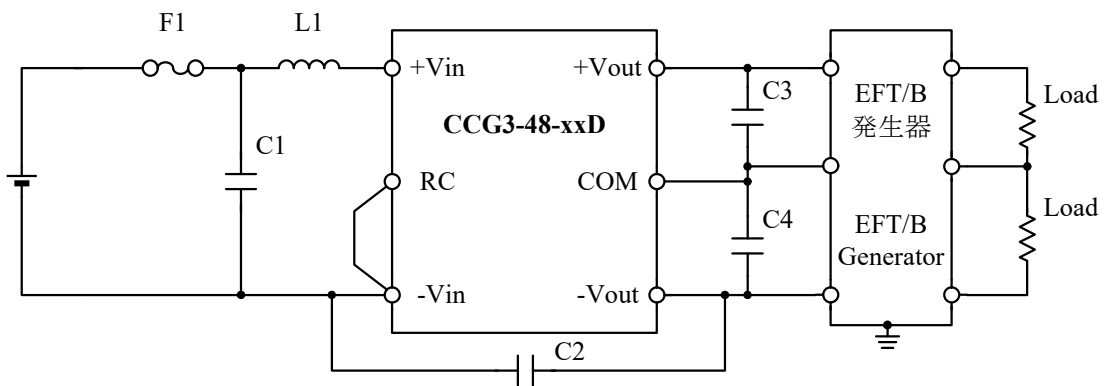 F1
L1
+Vin
+Vout
C3
EFT/B
発生器
Load
CCG3-48-xxD
C1
RC
COM
C4
Load
EFT/B
Generator
-Vin
-Vout
C2